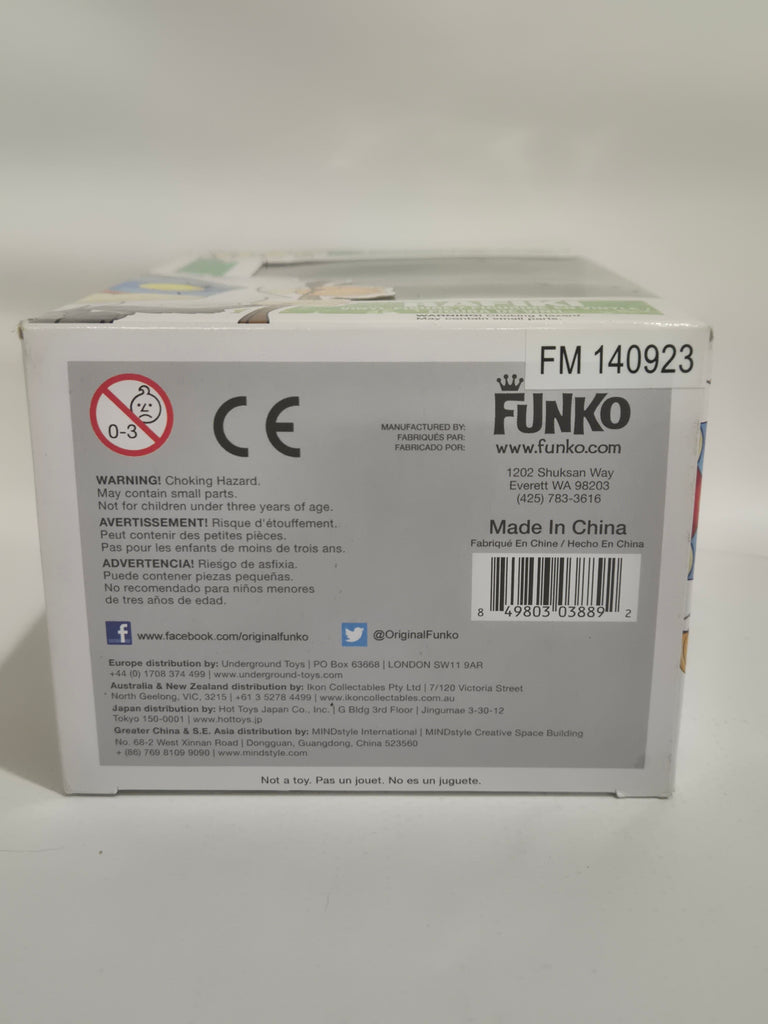 WARNING! Choking Hazard.
May contain small parts.
FM 140923
0-3
CE
MANUFACTURED BY:
FABRIQUÉS PAR:
FABRICADO POR:
FUNKO
www.funko.com
1202 Shuksan Way
Everett WA 98203
(425) 783-3616
Made In China
Fabriqué En Chine / Hecho En China
8 49803 03889 2
WARNING! Choking Hazard.
May contain small parts.
Not for children under three years of age.
AVERTISSEMENT! Risque d'étouffement.
Peut contenir des petites pièces.
Pas pour les enfants de moins de trois ans.
ADVERTENCIA! Riesgo de asfixia.
Puede contener piezas pequeñas.
No recomendado para niños menores
de tres años de edad.
www.facebook.com/originalfunko
@OriginalFunko
Europe distribution by: Underground Toys | PO Box 63668 | LONDON SW11 9AR
+44 (0) 1708 374 499 | www.underground-toys.com
Australia & New Zealand distribution by: Ikon Collectables Pty Ltd | 7/120 Victoria Street
North Geelong, VIC, 3215 | +61 3 5278 4499 | www.ikoncollectables.com.au
Japan distribution by: Hot Toys Japan Co., Inc. | G Bldg 3rd Floor | Jingumae 3-30-12
Tokyo 150-0001 | www.hottoys.jp
Greater China & S.E. Asia distribution by: MINDstyle International | MINDstyle Creative Space Building
No. 68-2 West Xinnan Road | Dongguan, Guangdong, China 523560
+ (86) 769 8109 9090 | www.mindstyle.com
Not a toy. Pas un jouet. No es un juguete.